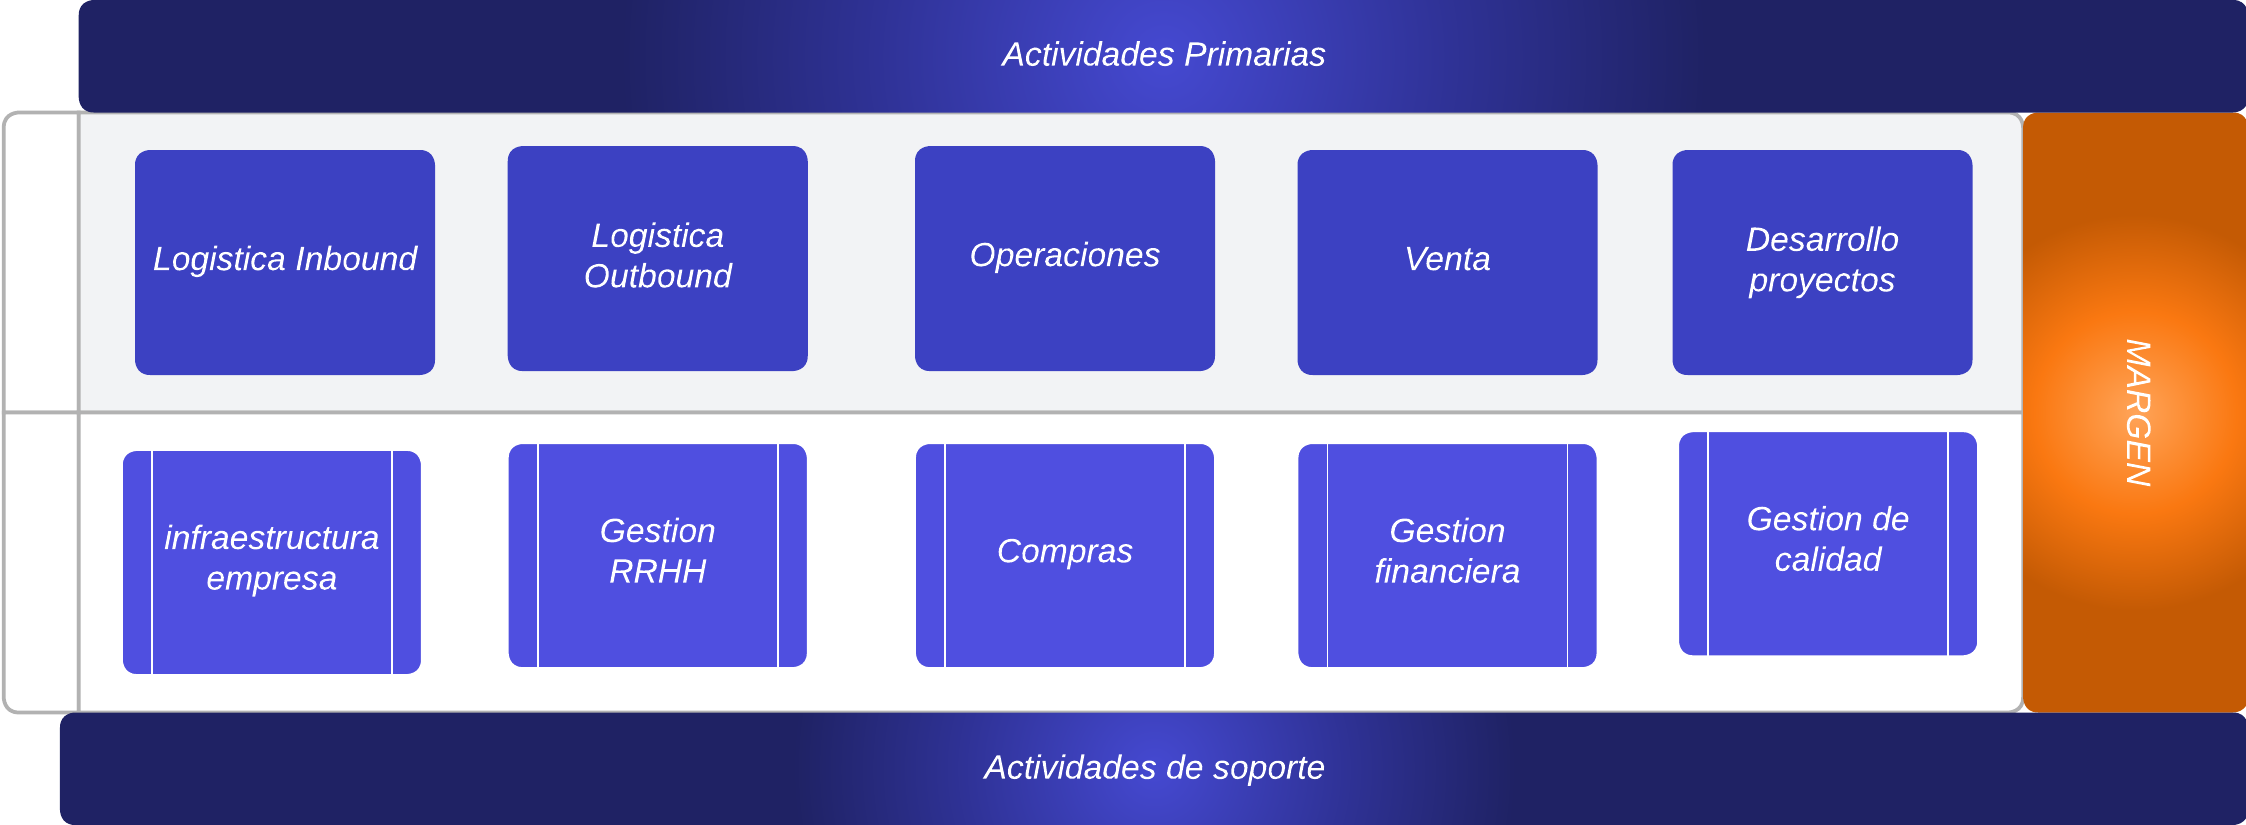 Actividades Primarias
Logistica Inbound
Logistica
Outbound
Operaciones
Venta
Desarrollo
proyectos
MARGEN
infraestructura
empresa
Gestion
RRHH
Compras
Gestion
financiera
Gestion de
calidad
Actividades de soporte